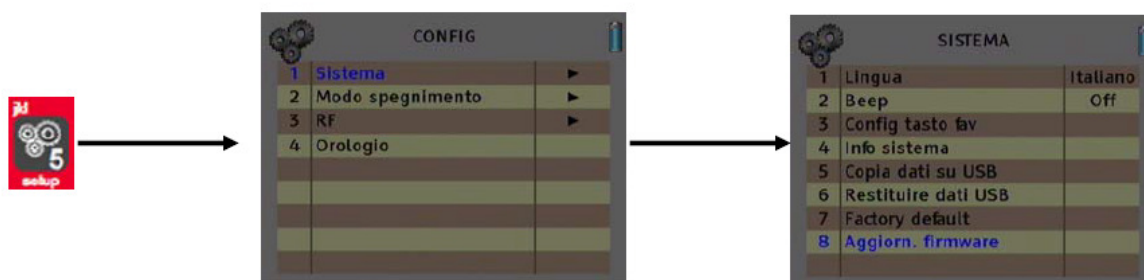 jkl
5
setup
CONFIG
1 Sistema ►
2 Modo spegnimento ►
3 RF ►
4 Orologio
SISTEMA
1 Lingua Italiano
2 Beep Off
3 Config tasto fav
4 Info sistema
5 Copia dati su USB
6 Restituire dati USB
7 Factory default
8 Aggiorn. firmware